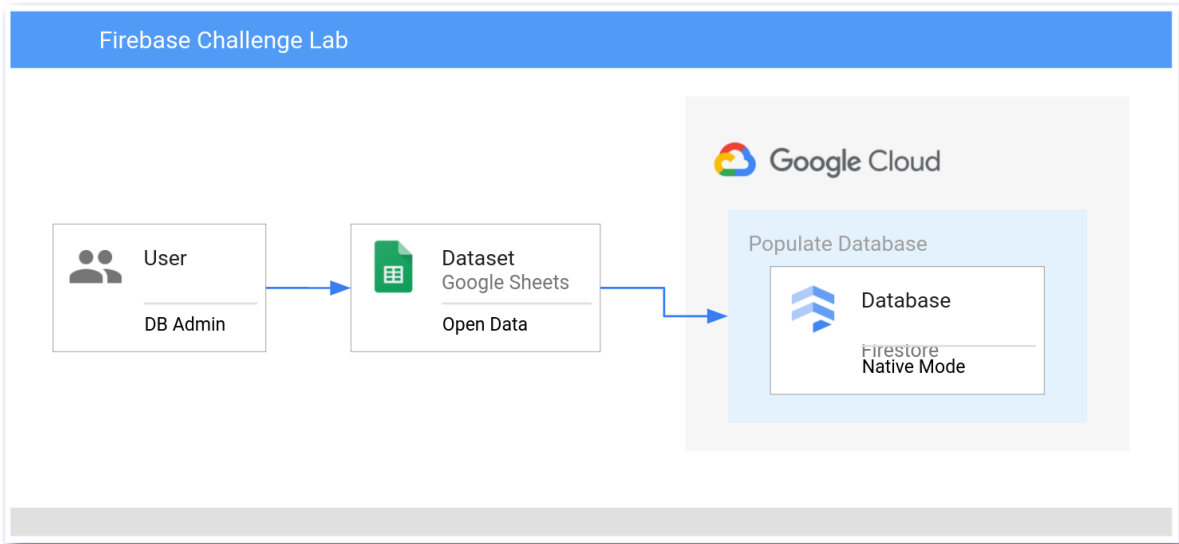 Firebase Challenge Lab
Google Cloud
Populate Database
User
DB Admin
Dataset
Google Sheets
Open Data
Database
Firestore
Native Mode